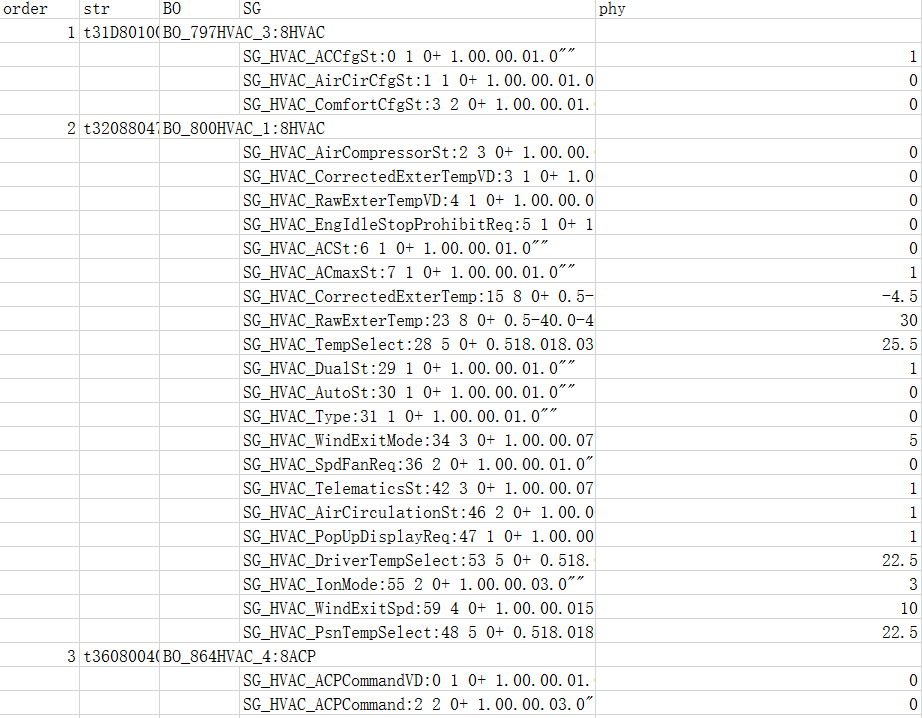 order str BO SG phy
1 t31D80100 BO_797HVAC_3:8HVAC
SG_HVAC_ACCfgSt:0 1 0+ 1.00.00.01.0"" 1
SG_HVAC_AirCirCfgSt:1 1 0+ 1.00.00.01.0 0
SG_HVAC_ComfortCfgSt:3 2 0+ 1.00.00.01. 0
2 t32088047 BO_800HVAC_1:8HVAC
SG_HVAC_AirCompressorSt:2 3 0+ 1.00.00. 0
SG_HVAC_CorrectedExterTempVD:3 1 0+ 1.0 0
SG_HVAC_RawExterTempVD:4 1 0+ 1.00.00.0 0
SG_HVAC_EngIdleStopProhibitReq:5 1 0+ 1 0
SG_HVAC_ACSt:6 1 0+ 1.00.00.01.0"" 0
SG_HVAC_ACmaxSt:7 1 0+ 1.00.00.01.0"" 1
SG_HVAC_CorrectedExterTemp:15 8 0+ 0.5- -4.5
SG_HVAC_RawExterTemp:23 8 0+ 0.5-40.0-4 30
SG_HVAC_TempSelect:28 5 0+ 0.518.018.03 25.5
SG_HVAC_DualSt:29 1 0+ 1.00.00.01.0"" 1
SG_HVAC_AutoSt:30 1 0+ 1.00.00.01.0"" 0
SG_HVAC_Type:31 1 0+ 1.00.00.01.0"" 0
SG_HVAC_WindExitMode:34 3 0+ 1.00.00.07 5
SG_HVAC_SpdFanReq:36 2 0+ 1.00.00.01.0" 0
SG_HVAC_TelematicsSt:42 3 0+ 1.00.00.07 1
SG_HVAC_AirCirculationSt:46 2 0+ 1.00.0 1
SG_HVAC_PopUpDisplayReq:47 1 0+ 1.00.00 1
SG_HVAC_DriverTempSelect:53 5 0+ 0.518. 22.5
SG_HVAC_IonMode:55 2 0+ 1.00.00.03.0"" 3
SG_HVAC_WindExitSpd:59 4 0+ 1.00.00.015 10
SG_HVAC_PsnTempSelect:48 5 0+ 0.518.018 22.5
3 t36080040 BO_864HVAC_4:8ACP
SG_HVAC_ACPCommandVD:0 1 0+ 1.00.00.01. 0
SG_HVAC_ACPCommand:2 2 0+ 1.00.00.03.0" 0